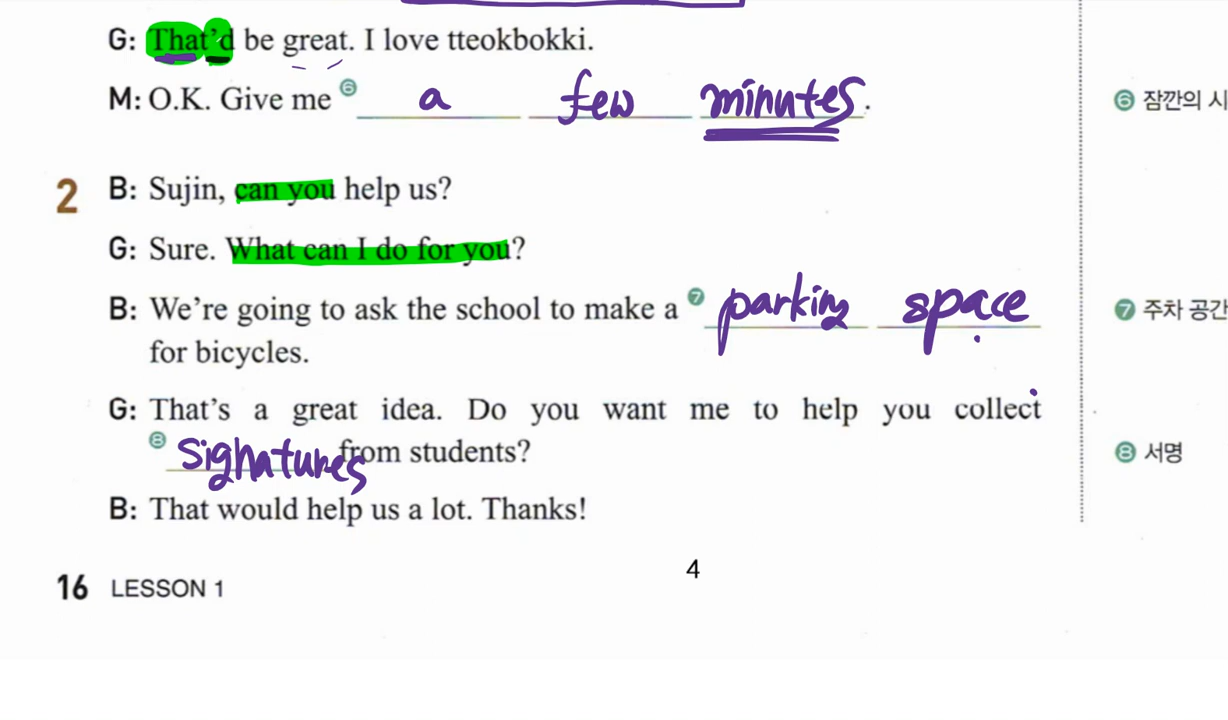 G: That'd be great. I love tteokbokki.
M: O.K. Give me ⑥ a few minutes.
⑥ 잠깐의 시
2 B: Sujin, can you help us?
G: Sure. What can I do for you?
B: We're going to ask the school to make a ⑦ parking space
⑦ 주차 공간
for bicycles.
G: That's a great idea. Do you want me to help you collect
⑧ signatures from students?
⑧ 서명
B: That would help us a lot. Thanks!
4
16 LESSON 1